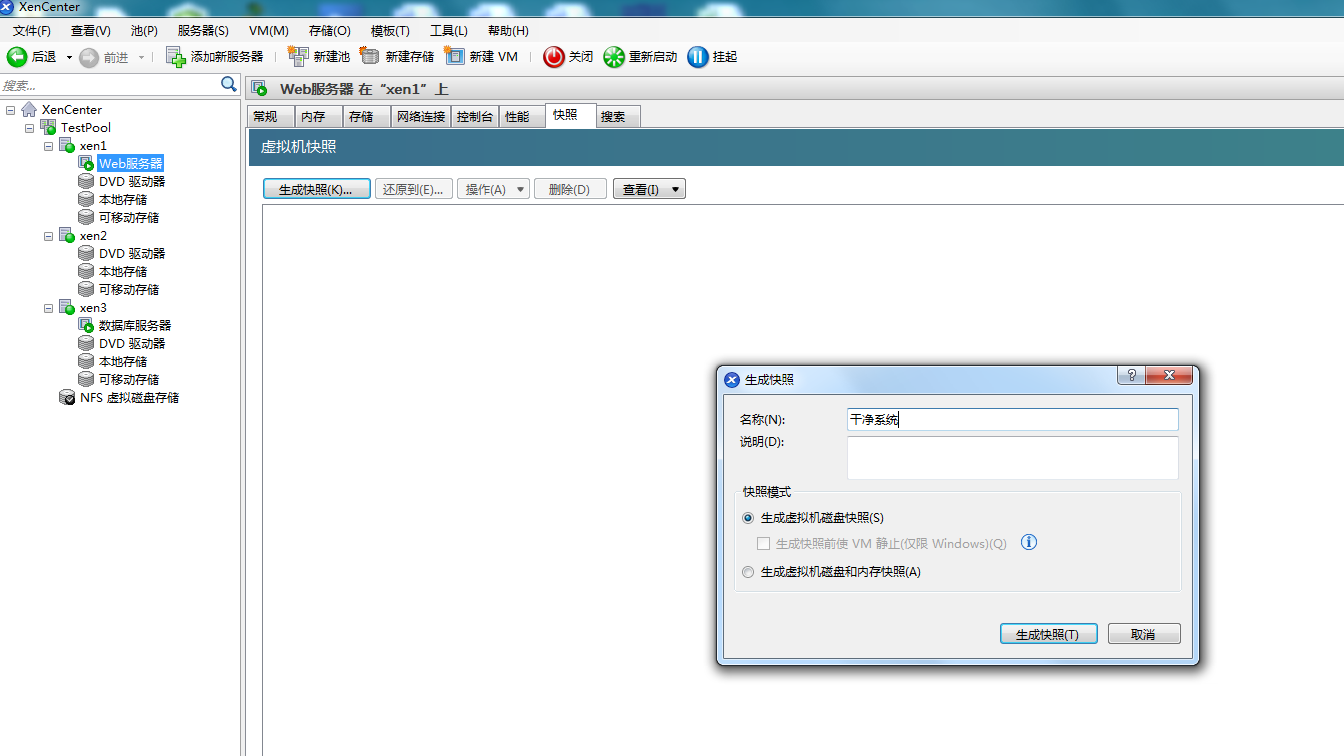 XenCenter
文件(F) 查看(V) 池(P) 服务器(S) VM(M) 存储(O) 模板(T) 工具(L) 帮助(H)
后退 前进 添加新服务器 新建池 新建存储 新建 VM 关闭 重新启动 挂起
搜索...
Web服务器 在 “xen1” 上
XenCenter
TestPool
xen1
Web服务器
DVD 驱动器
本地存储
可移动存储
xen2
DVD 驱动器
本地存储
可移动存储
xen3
数据库服务器
DVD 驱动器
本地存储
可移动存储
NFS 虚拟磁盘存储
常规 内存 存储 网络连接 控制台 性能 快照 搜索
虚拟机快照
生成快照(K)... 还原到(E)... 操作(A) 删除(D) 查看(I)
生成快照
名称(N): 干净系统
说明(D):
快照模式
生成虚拟机磁盘快照(S)
生成快照前使 VM 静止(仅限 Windows)(Q)
生成虚拟机磁盘和内存快照(A)
生成快照(T) 取消